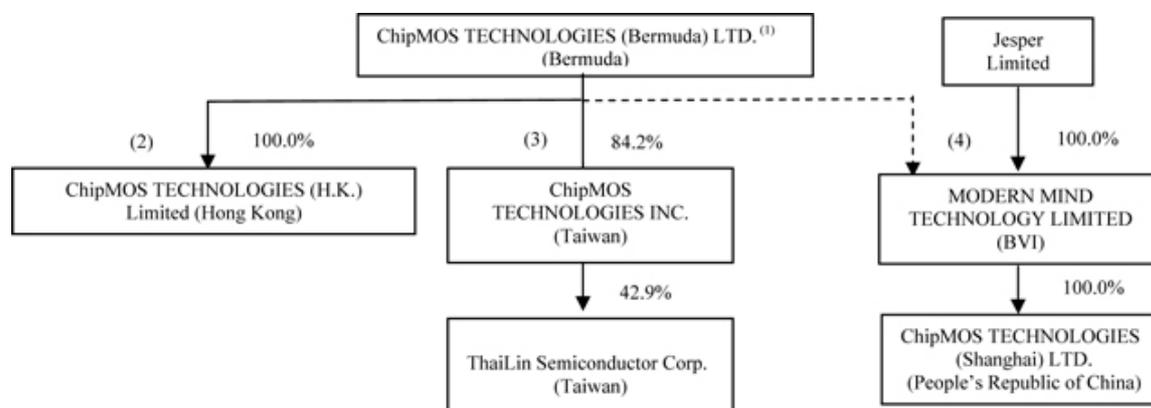 ChipMOS TECHNOLOGIES (Bermuda) LTD. (1)
(Bermuda)
Jesper
Limited
(2)
100.0%
(3)
84.2%
(4)
100.0%
ChipMOS TECHNOLOGIES (H.K.)
Limited (Hong Kong)
ChipMOS
TECHNOLOGIES INC.
(Taiwan)
MODERN MIND
TECHNOLOGY LIMITED
(BVI)
42.9%
100.0%
ThaiLin Semiconductor Corp.
(Taiwan)
ChipMOS TECHNOLOGIES
(Shanghai) LTD.
(People's Republic of China)